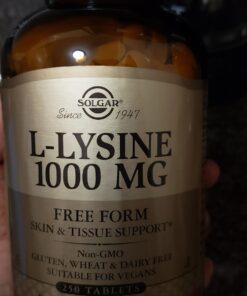 SOLGAR®
Since 1947
L-LYSINE
1000 MG
FREE FORM
SKIN & TISSUE SUPPORT*
Non-GMO
GLUTEN, WHEAT & DAIRY FREE
SUITABLE FOR VEGANS
250 TABLETS